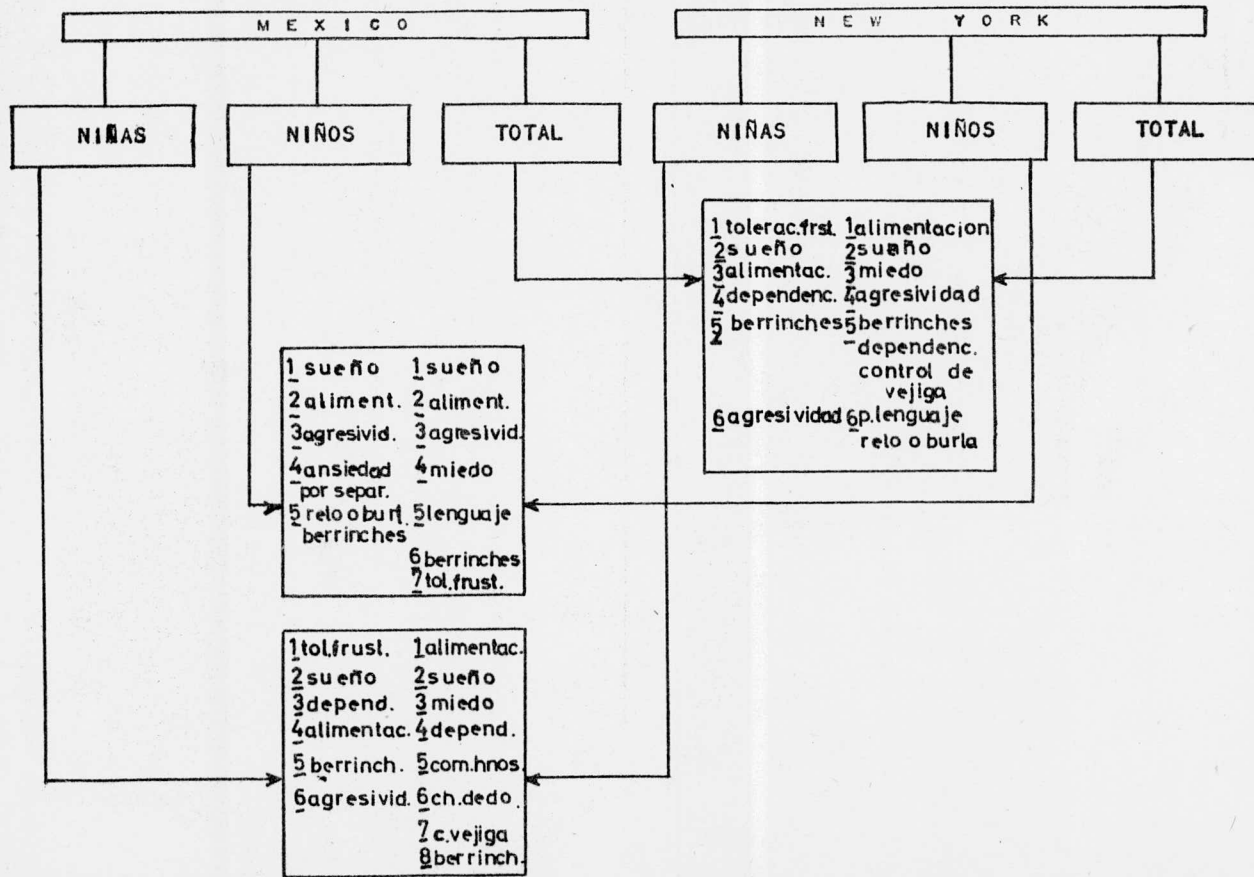 MEXICO
NEW YORK
NIÑAS
NIÑOS
TOTAL
NIÑAS
NIÑOS
TOTAL
1 tolerac.frst. 1 alimentacion
2 sueño 2 sueño
3 alimentac. 3 miedo
4 dependenc. 4 agresividad
5 berrinches 5 berrinches
dependenc.
control de
vejiga
6 agresividad 6 p.lenguaje
reto o burla
1 sueño 1 sueño
2 aliment. 2 aliment.
3 agresivid. 3 agresivid.
4 ansiedad 4 miedo
por separ.
5 reto o burl. 5 lenguaje
berrinches
6 berrinches
7 tol.frust.
1 tol.frust. 1 alimentac.
2 sueño 2 sueño
3 depend. 3 miedo
4 alimentac. 4 depend.
5 berrinch. 5 com.hnos.
6 agresivid. 6 ch.dedo.
7 c.vejiga
8 berrinch.